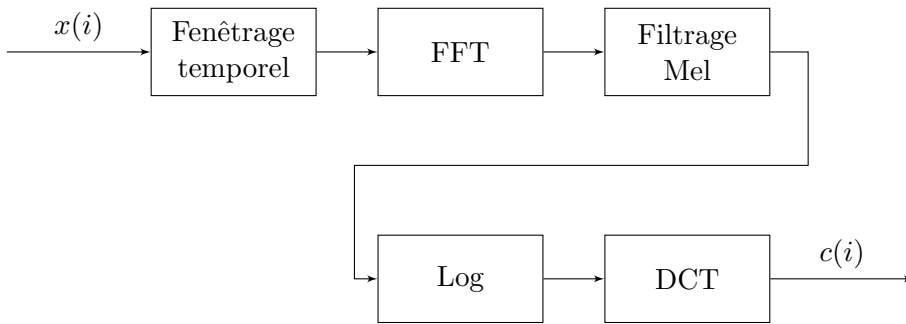 x(i)
Fenêtrage
temporel
FFT
Filtrage
Mel
Log
DCT
c(i)